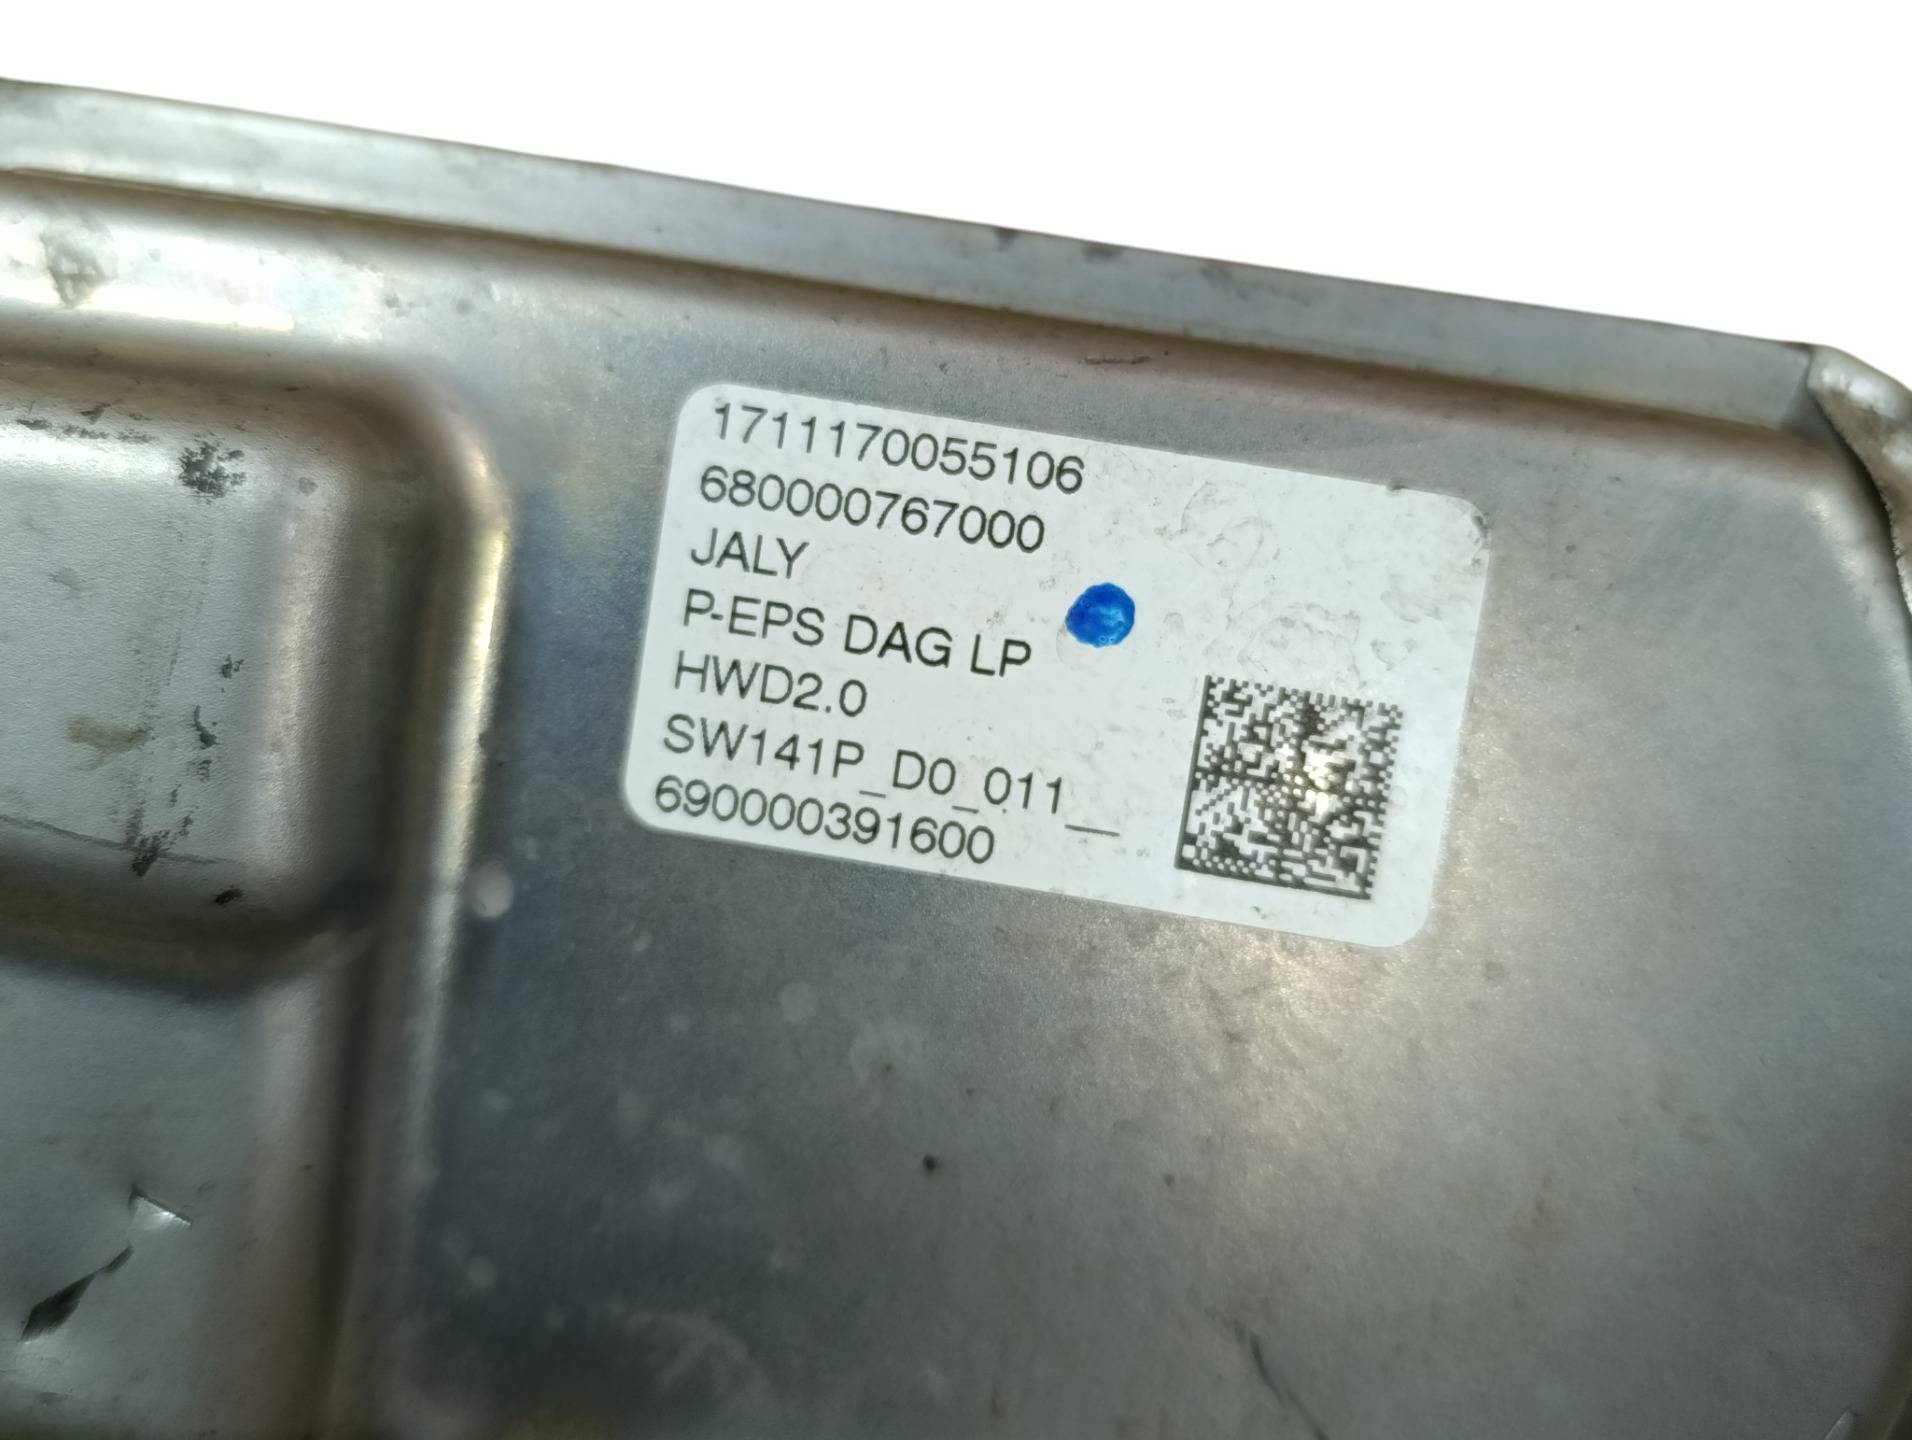 1711170055106
680000767000
JALY
P-EPS DAG LP
HWD2.0
SW141P_D0_011__
690000391600